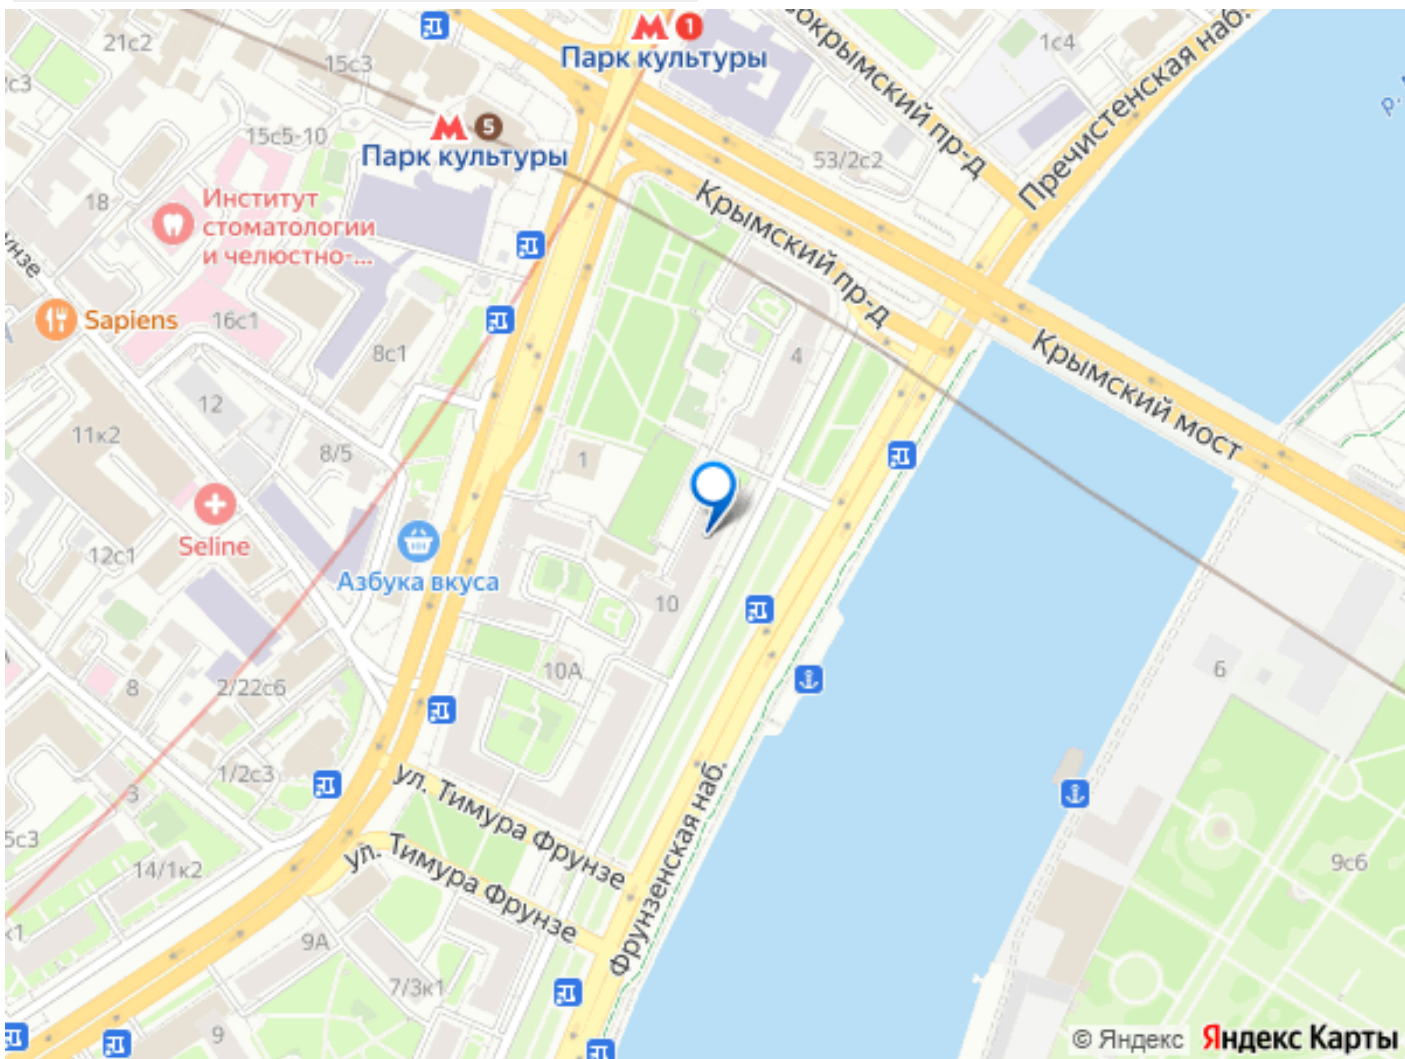 1
Парк культуры
21с2
15с3
1с4
Пречистенская наб.
5
Парк культуры
15с5-10
53/2с2
18
Институт
стоматологии
и челюстно-...
Крымский пр-д
Sapiens
16с1
8с1
4
Крымский мост
12
11к2
8/5
1
Seline
12с1
Азбука вкуса
10
10А
8
2/22с6
6
1/2с3
3
ул. Тимура Фрунзе
14/1к2
ул. Тимура Фрунзе
Фрунзенская наб.
9с6
9А
7/3к1
9
© Яндекс Яндекс Карты